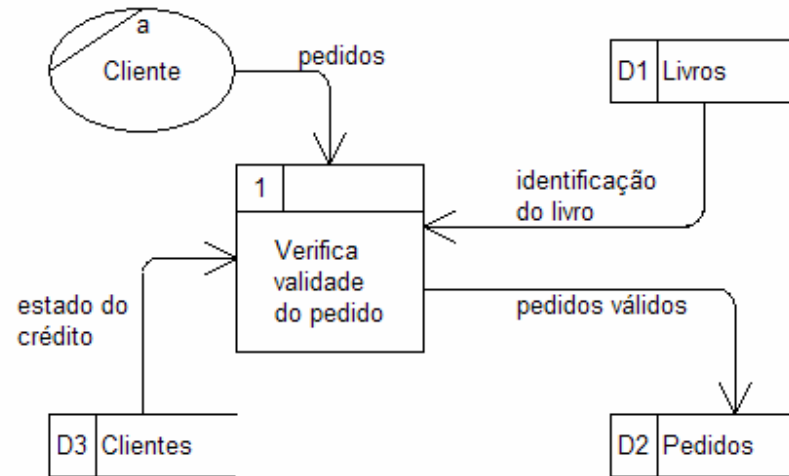 a
Cliente
pedidos
D1 Livros
1
identificação
do livro
Verifica
validade
do pedido
estado do
crédito
pedidos válidos
D3 Clientes
D2 Pedidos